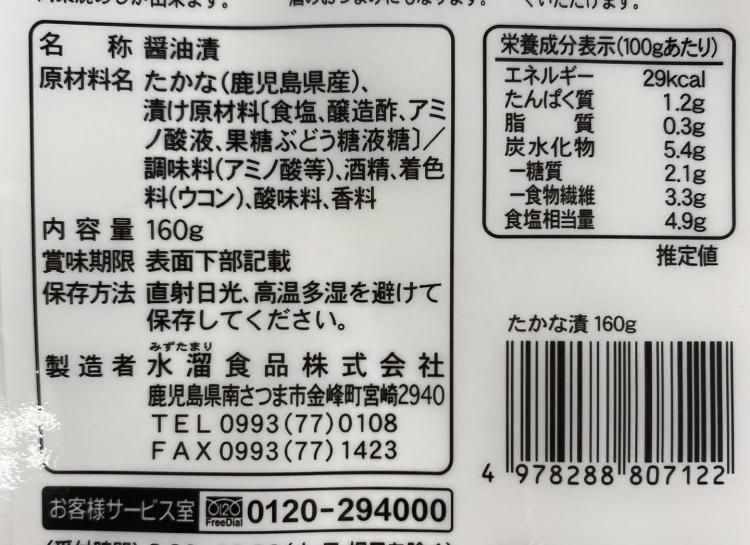 名称 醤油漬
原材料名 たかな(鹿児島県産)、
漬け原材料〔食塩、醸造酢、アミ
ノ酸液、果糖ぶどう糖液糖〕／
調味料(アミノ酸等)、酒精、着色
料(ウコン)、酸味料、香料
内容量 160g
賞味期限 表面下部記載
保存方法 直射日光、高温多湿を避けて
保存してください。
みずたまり
製造者 水溜食品株式会社
鹿児島県南さつま市金峰町宮崎2940
TEL 0993(77)0108
FAX 0993(77)1423
お客様サービス室 0120 FreeDial 0120-294000
栄養成分表示(100gあたり)
エネルギー 29kcal
たんぱく質 1.2g
脂質 0.3g
炭水化物 5.4g
ー糖質 2.1g
ー食物繊維 3.3g
食塩相当量 4.9g
推定値
たかな漬 160g
4 978288 807122